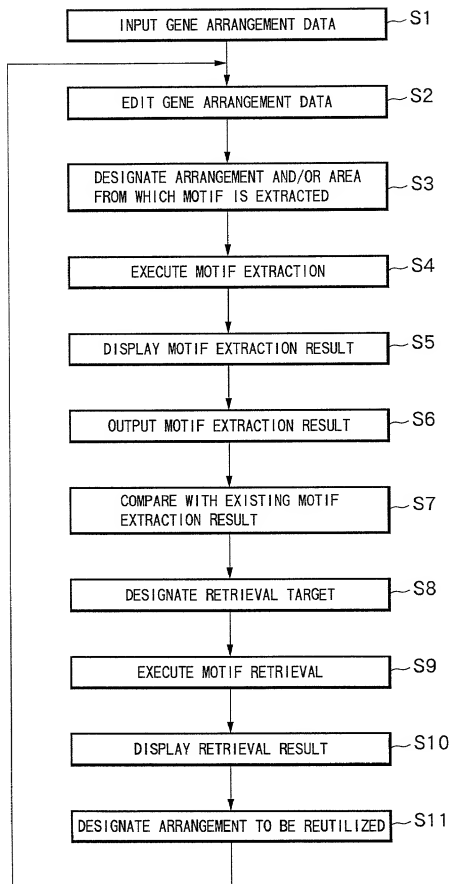 INPUT GENE ARRANGEMENT DATA S1
EDIT GENE ARRANGEMENT DATA S2
DESIGNATE ARRANGEMENT AND/OR AREA
FROM WHICH MOTIF IS EXTRACTED S3
EXECUTE MOTIF EXTRACTION S4
DISPLAY MOTIF EXTRACTION RESULT S5
OUTPUT MOTIF EXTRACTION RESULT S6
COMPARE WITH EXISTING MOTIF
EXTRACTION RESULT S7
DESIGNATE RETRIEVAL TARGET S8
EXECUTE MOTIF RETRIEVAL S9
DISPLAY RETRIEVAL RESULT S10
DESIGNATE ARRANGEMENT TO BE REUTILIZED S11